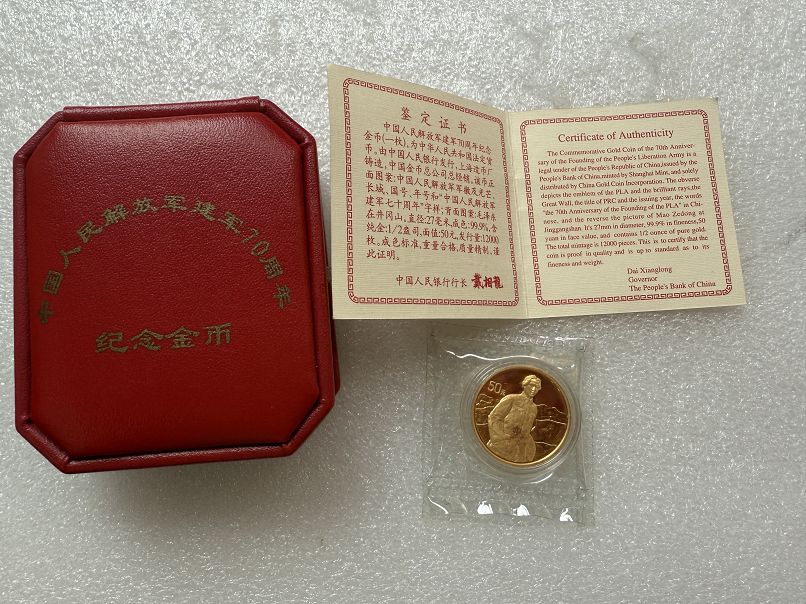 中国人民解放军建军70周年
纪念金币
鉴定证书
中国人民解放军建军70周年纪念
金币(一枚),为中华人民共和国法定货
币。由中国人民银行发行,上海造币厂
铸造,中国金币总公司总经销。该币正
面图案:中国人民解放军军徽及光芒、
长城,国号、年号和“中国人民解放军
建军七十周年”字样;背面图案:毛泽东
在井冈山。直径:27毫米,成色:99.9%,含
纯金:1/2盎司,面值:50元,发行量:12000
枚。成色标准,重量合格,质量精制,谨
此证明。
中国人民银行行长 戴相龙
Certificate of Authenticity
The Commemorative Gold Coin of the 70th Anniver-
sary of the Founding of the People's Liberation Army is a
legal tender of the People's Republic of China,issued by the
People's Bank of China,minted by Shanghai Mint, and solely
distributed by China Gold Coin Incorporation. The obverse
depicts the emblem of the PLA and the brilliant rays,the
Great Wall, the title of PRC and the issuing year, the words
"the 70th Anniversary of the Founding of the PLA" in Chi-
nese, and the reverse the picture of Mao Zedong at
Jinggangshan. It's 27mm in diameter, 99.9% in fineness,50
yuan in face value, and contains 1/2 ounce of pure gold.
The total mintage is 12000 pieces. This is to certify that the
coin is proof in quality and is up to standard as to its
fineness and weight.
Dai Xianglong
Governor
The People's Bank of China
50元